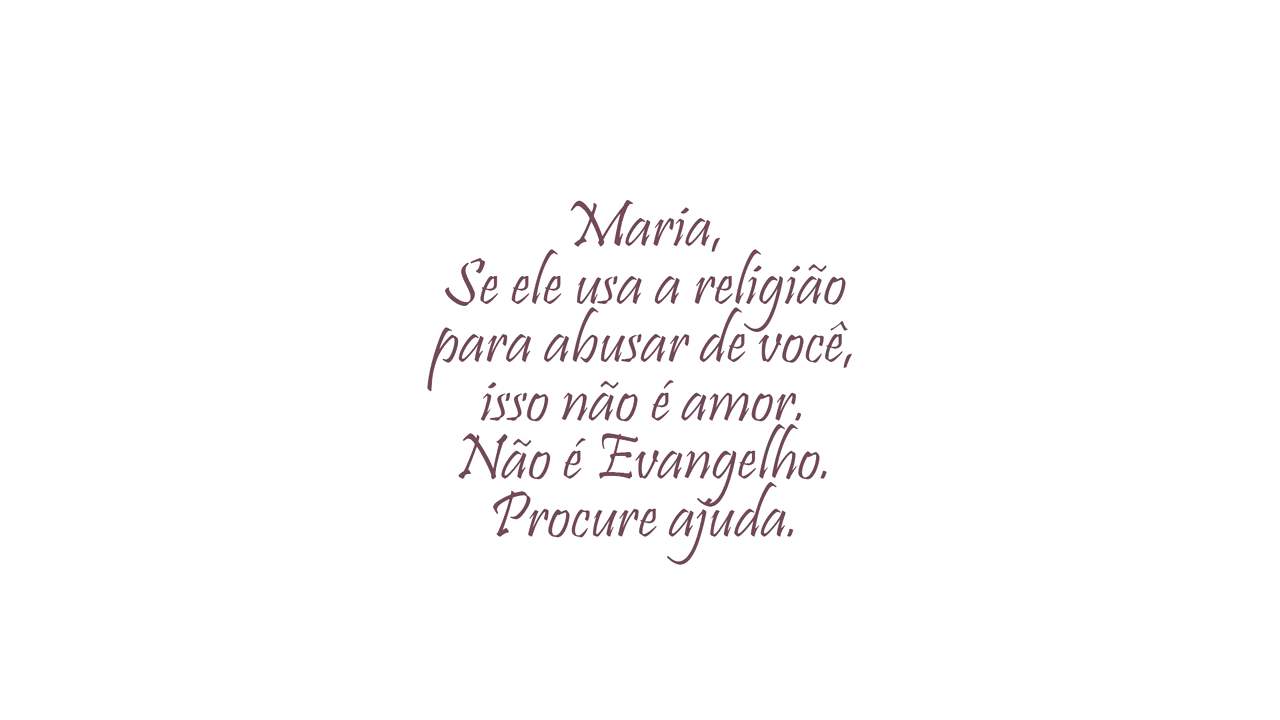 Maria,
Se ele usa a religião
para abusar de você,
isso não é amor.
Não é Evangelho.
Procure ajuda.